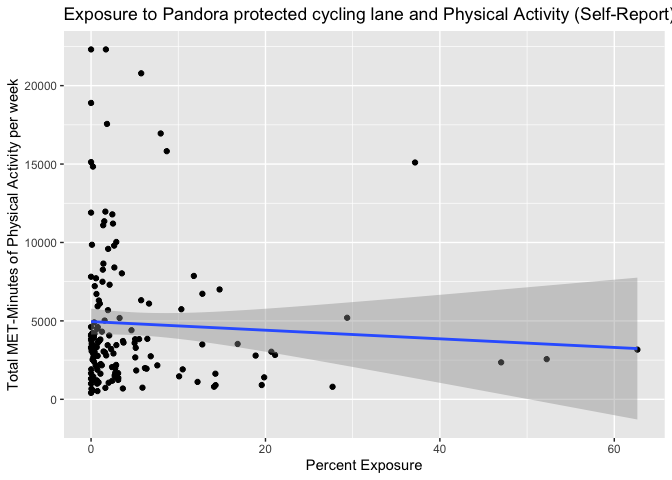 Exposure to Pandora protected cycling lane and Physical Activity (Self-Report)
Total MET-Minutes of Physical Activity per week
20000
15000
10000
5000
0
0 20 40 60
Percent Exposure